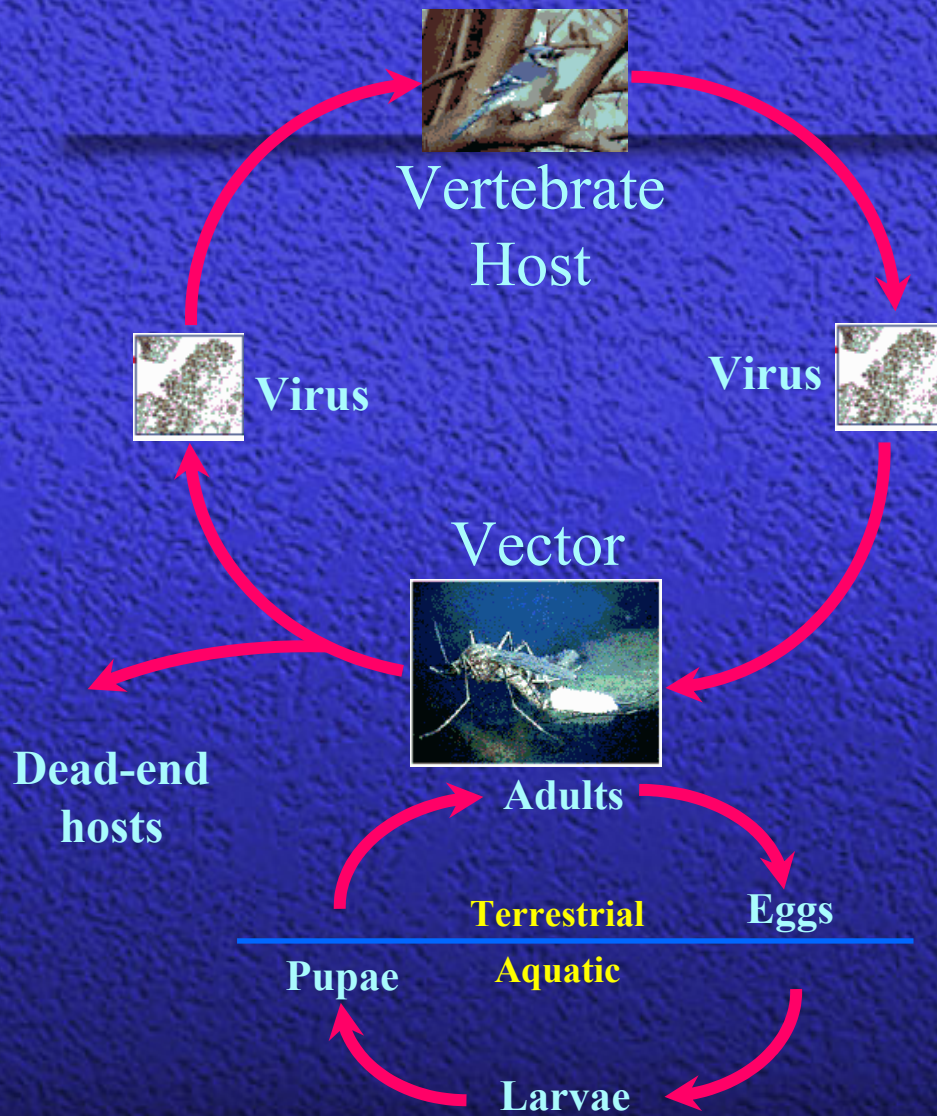 Vertebrate
Host
Virus
Virus
Vector
Dead-end
hosts
Adults
Terrestrial
Eggs
Pupae
Aquatic
Larvae